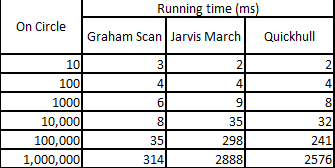 On Circle Running time (ms)
Graham Scan Jarvis March Quickhull
10 3 2 2
100 4 4 4
1000 6 9 8
10,000 8 35 32
100,000 35 298 241
1,000,000 314 2888 2576